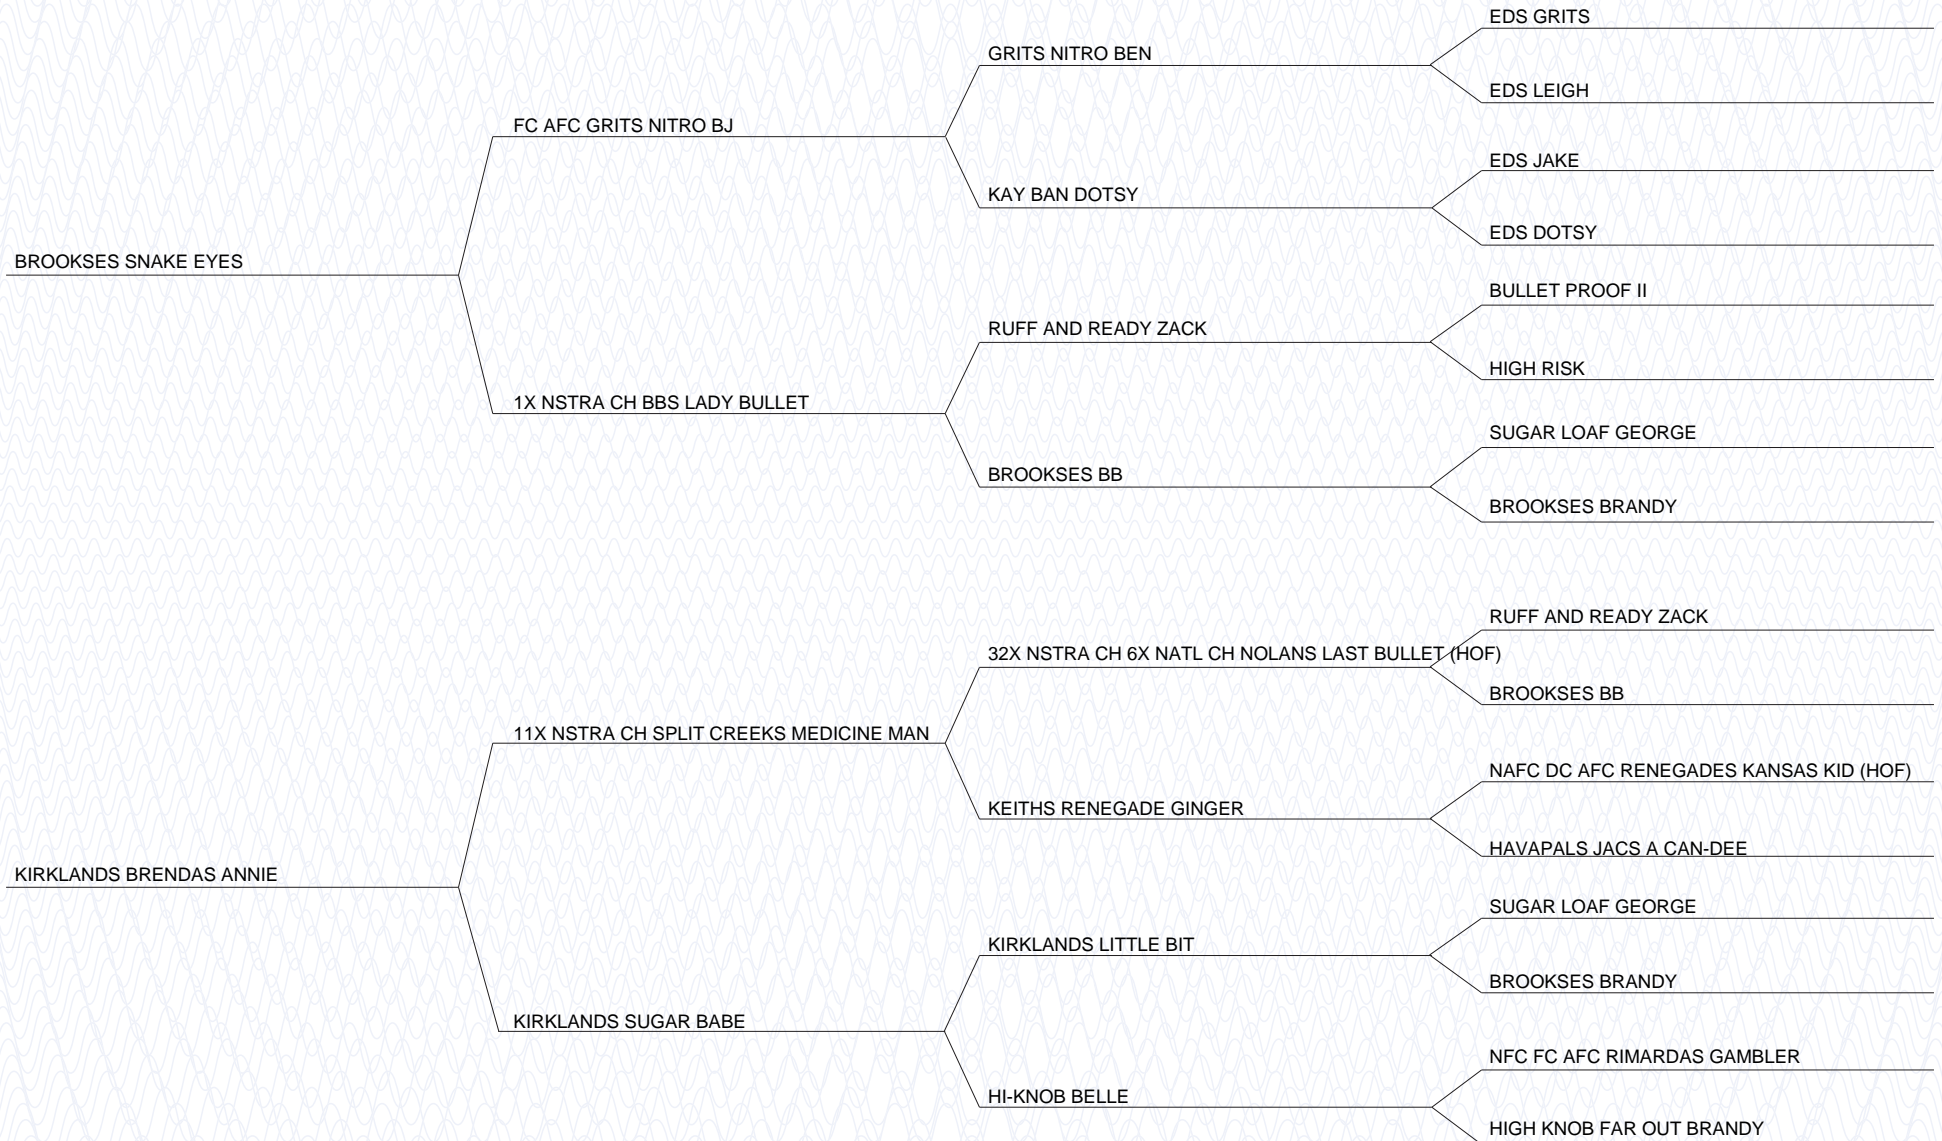 EDS GRITS
GRITS NITRO BEN
EDS LEIGH
FC AFC GRITS NITRO BJ
EDS JAKE
KAY BAN DOTSY
EDS DOTSY
BROOKSES SNAKE EYES
BULLET PROOF II
RUFF AND READY ZACK
HIGH RISK
1X NSTRA CH BBS LADY BULLET
SUGAR LOAF GEORGE
BROOKSES BB
BROOKSES BRANDY
RUFF AND READY ZACK
32X NSTRA CH 6X NATL CH NOLANS LAST BULLET (HOF)
BROOKSES BB
11X NSTRA CH SPLIT CREEKS MEDICINE MAN
NAFC DC AFC RENEGADES KANSAS KID (HOF)
KEITHS RENEGADE GINGER
HAVAPALS JACS A CAN-DEE
KIRKLANDS BRENDAS ANNIE
SUGAR LOAF GEORGE
KIRKLANDS LITTLE BIT
BROOKSES BRANDY
KIRKLANDS SUGAR BABE
NFC FC AFC RIMARDAS GAMBLER
HI-KNOB BELLE
HIGH KNOB FAR OUT BRANDY